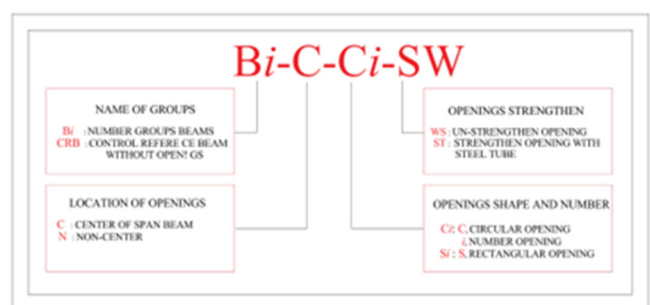 Bi-C-Ci-SW
NAME OF GROUPS
Bi : NUMBER GROUPS BEAMS
CRB : CONTROL REFERE CE BEAM
WITHOUT OPEN! GS
OPENINGS STRENGTHEN
WS : UN-STRENGTHEN OPENING
ST : STRENGTHEN OPENING WITH
STEEL TUBE
LOCATION OF OPENINGS
C : CENTER OF SPAN BEAM
N : NON-CENTER
OPENINGS SHAPE AND NUMBER
Ci: C, CIRCULAR OPENING
i, NUMBER OPENING
Si : S, RECTANGULAR OPENING